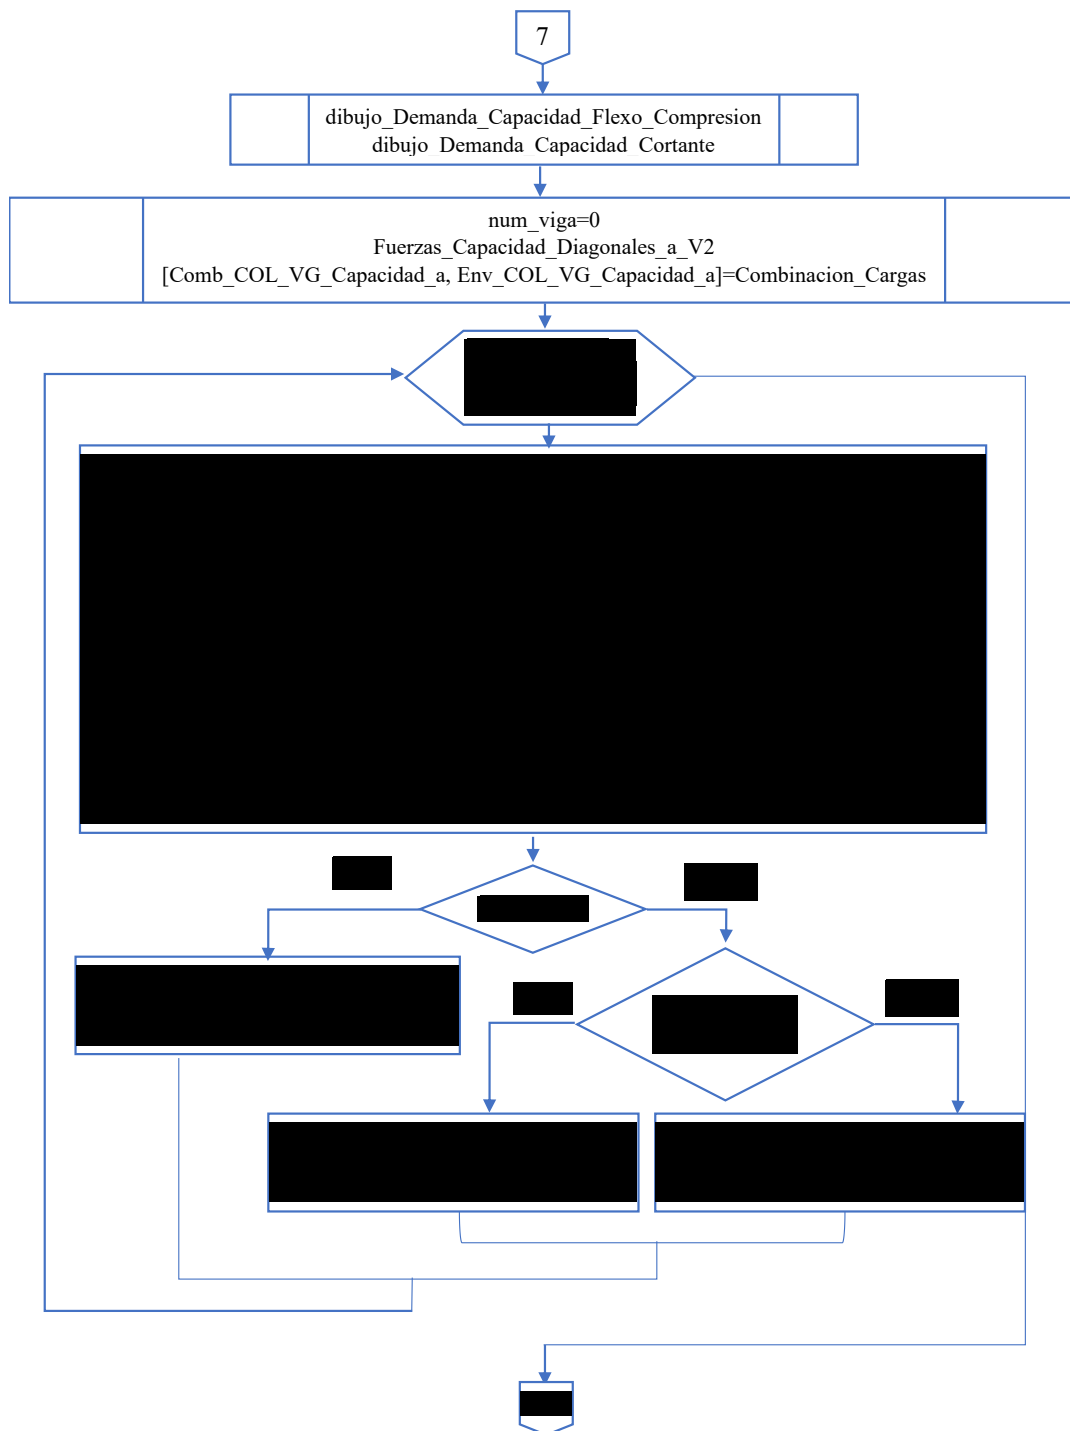 7
dibujo_Demanda_Capacidad_Flexo_Compresion
dibujo_Demanda_Capacidad_Cortante
num_viga=0
Fuerzas_Capacidad_Diagonales_a_V2
[Comb_COL_VG_Capacidad_a, Env_COL_VG_Capacidad_a]=Combinacion_Cargas